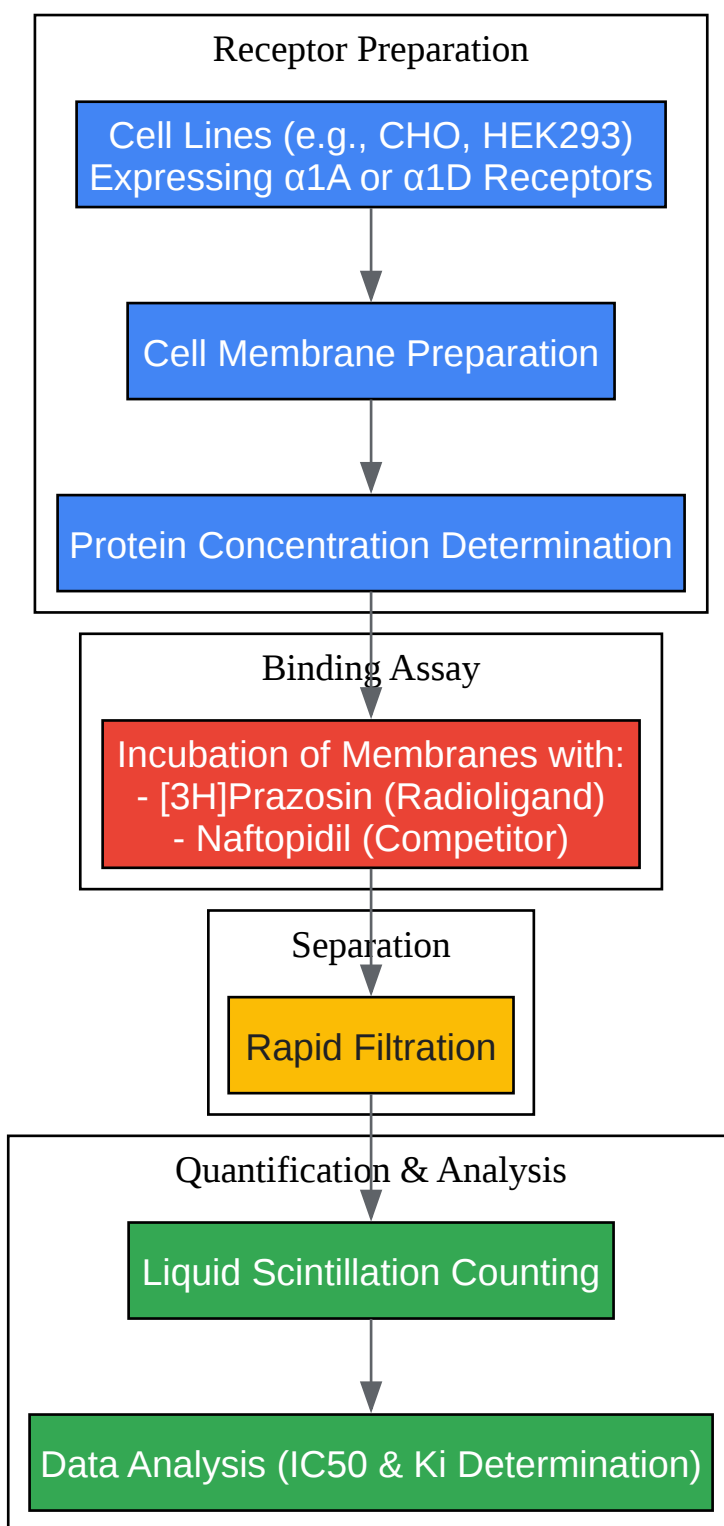 Receptor Preparation
Cell Lines (e.g., CHO, HEK293)
Expressing α1A or α1D Receptors
Cell Membrane Preparation
Protein Concentration Determination
Binding Assay
Incubation of Membranes with:
- [3H]Prazosin (Radioligand)
- Naftopidil (Competitor)
Separation
Rapid Filtration
Quantification & Analysis
Liquid Scintillation Counting
Data Analysis (IC50 & Ki Determination)